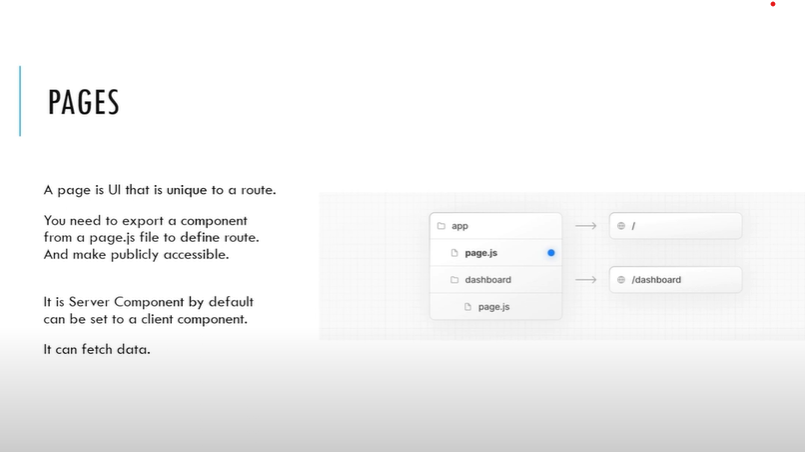 PAGES
A page is UI that is unique to a route.
You need to export a component
from a page.js file to define route.
And make publicly accessible.
It is Server Component by default
can be set to a client component.
It can fetch data.
app
/
page.js
dashboard
/dashboard
page.js